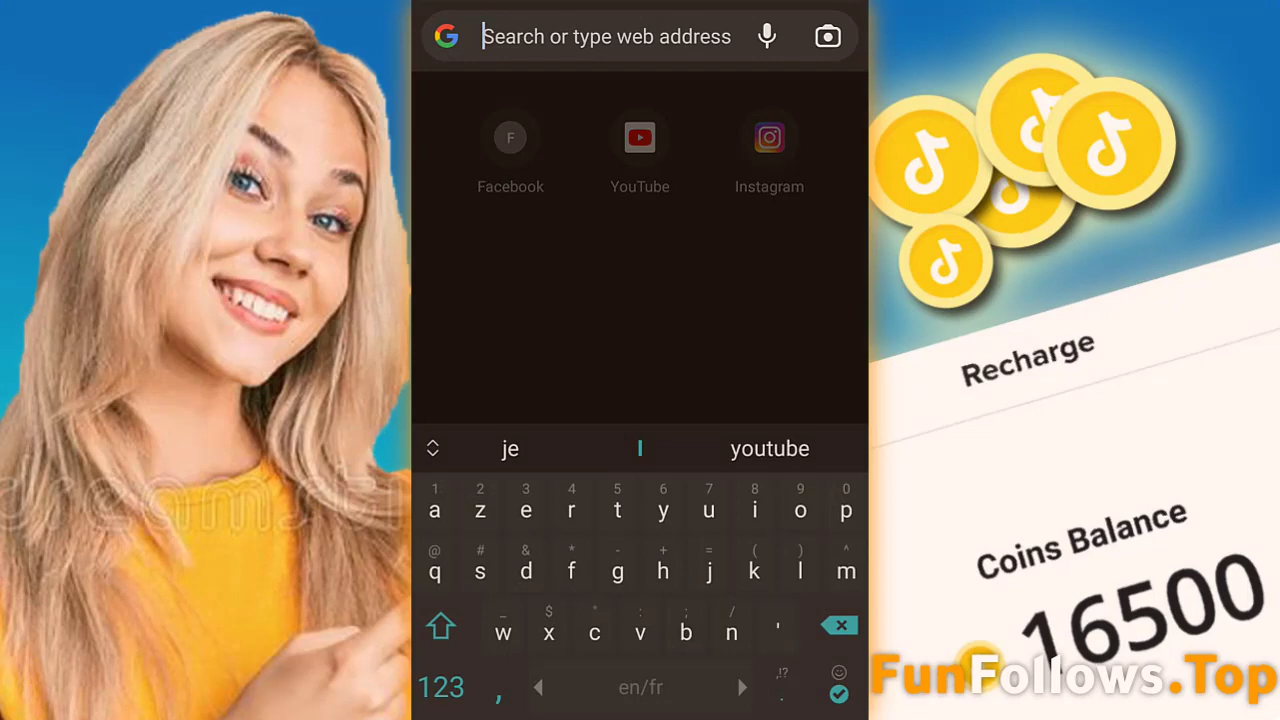 Search or type web address
F
Facebook
YouTube
Instagram
je
I
youtube
1 2 3 4 5 6 7 8 9 0
a z e r t y u i o p
@ # & * - + = ( ) ^
q s d f g h j k l m
_ $ " : ; /
w x c v b n '
123 , en/fr ,!? .
Recharge
Coins Balance
16500
FunFollows.Top